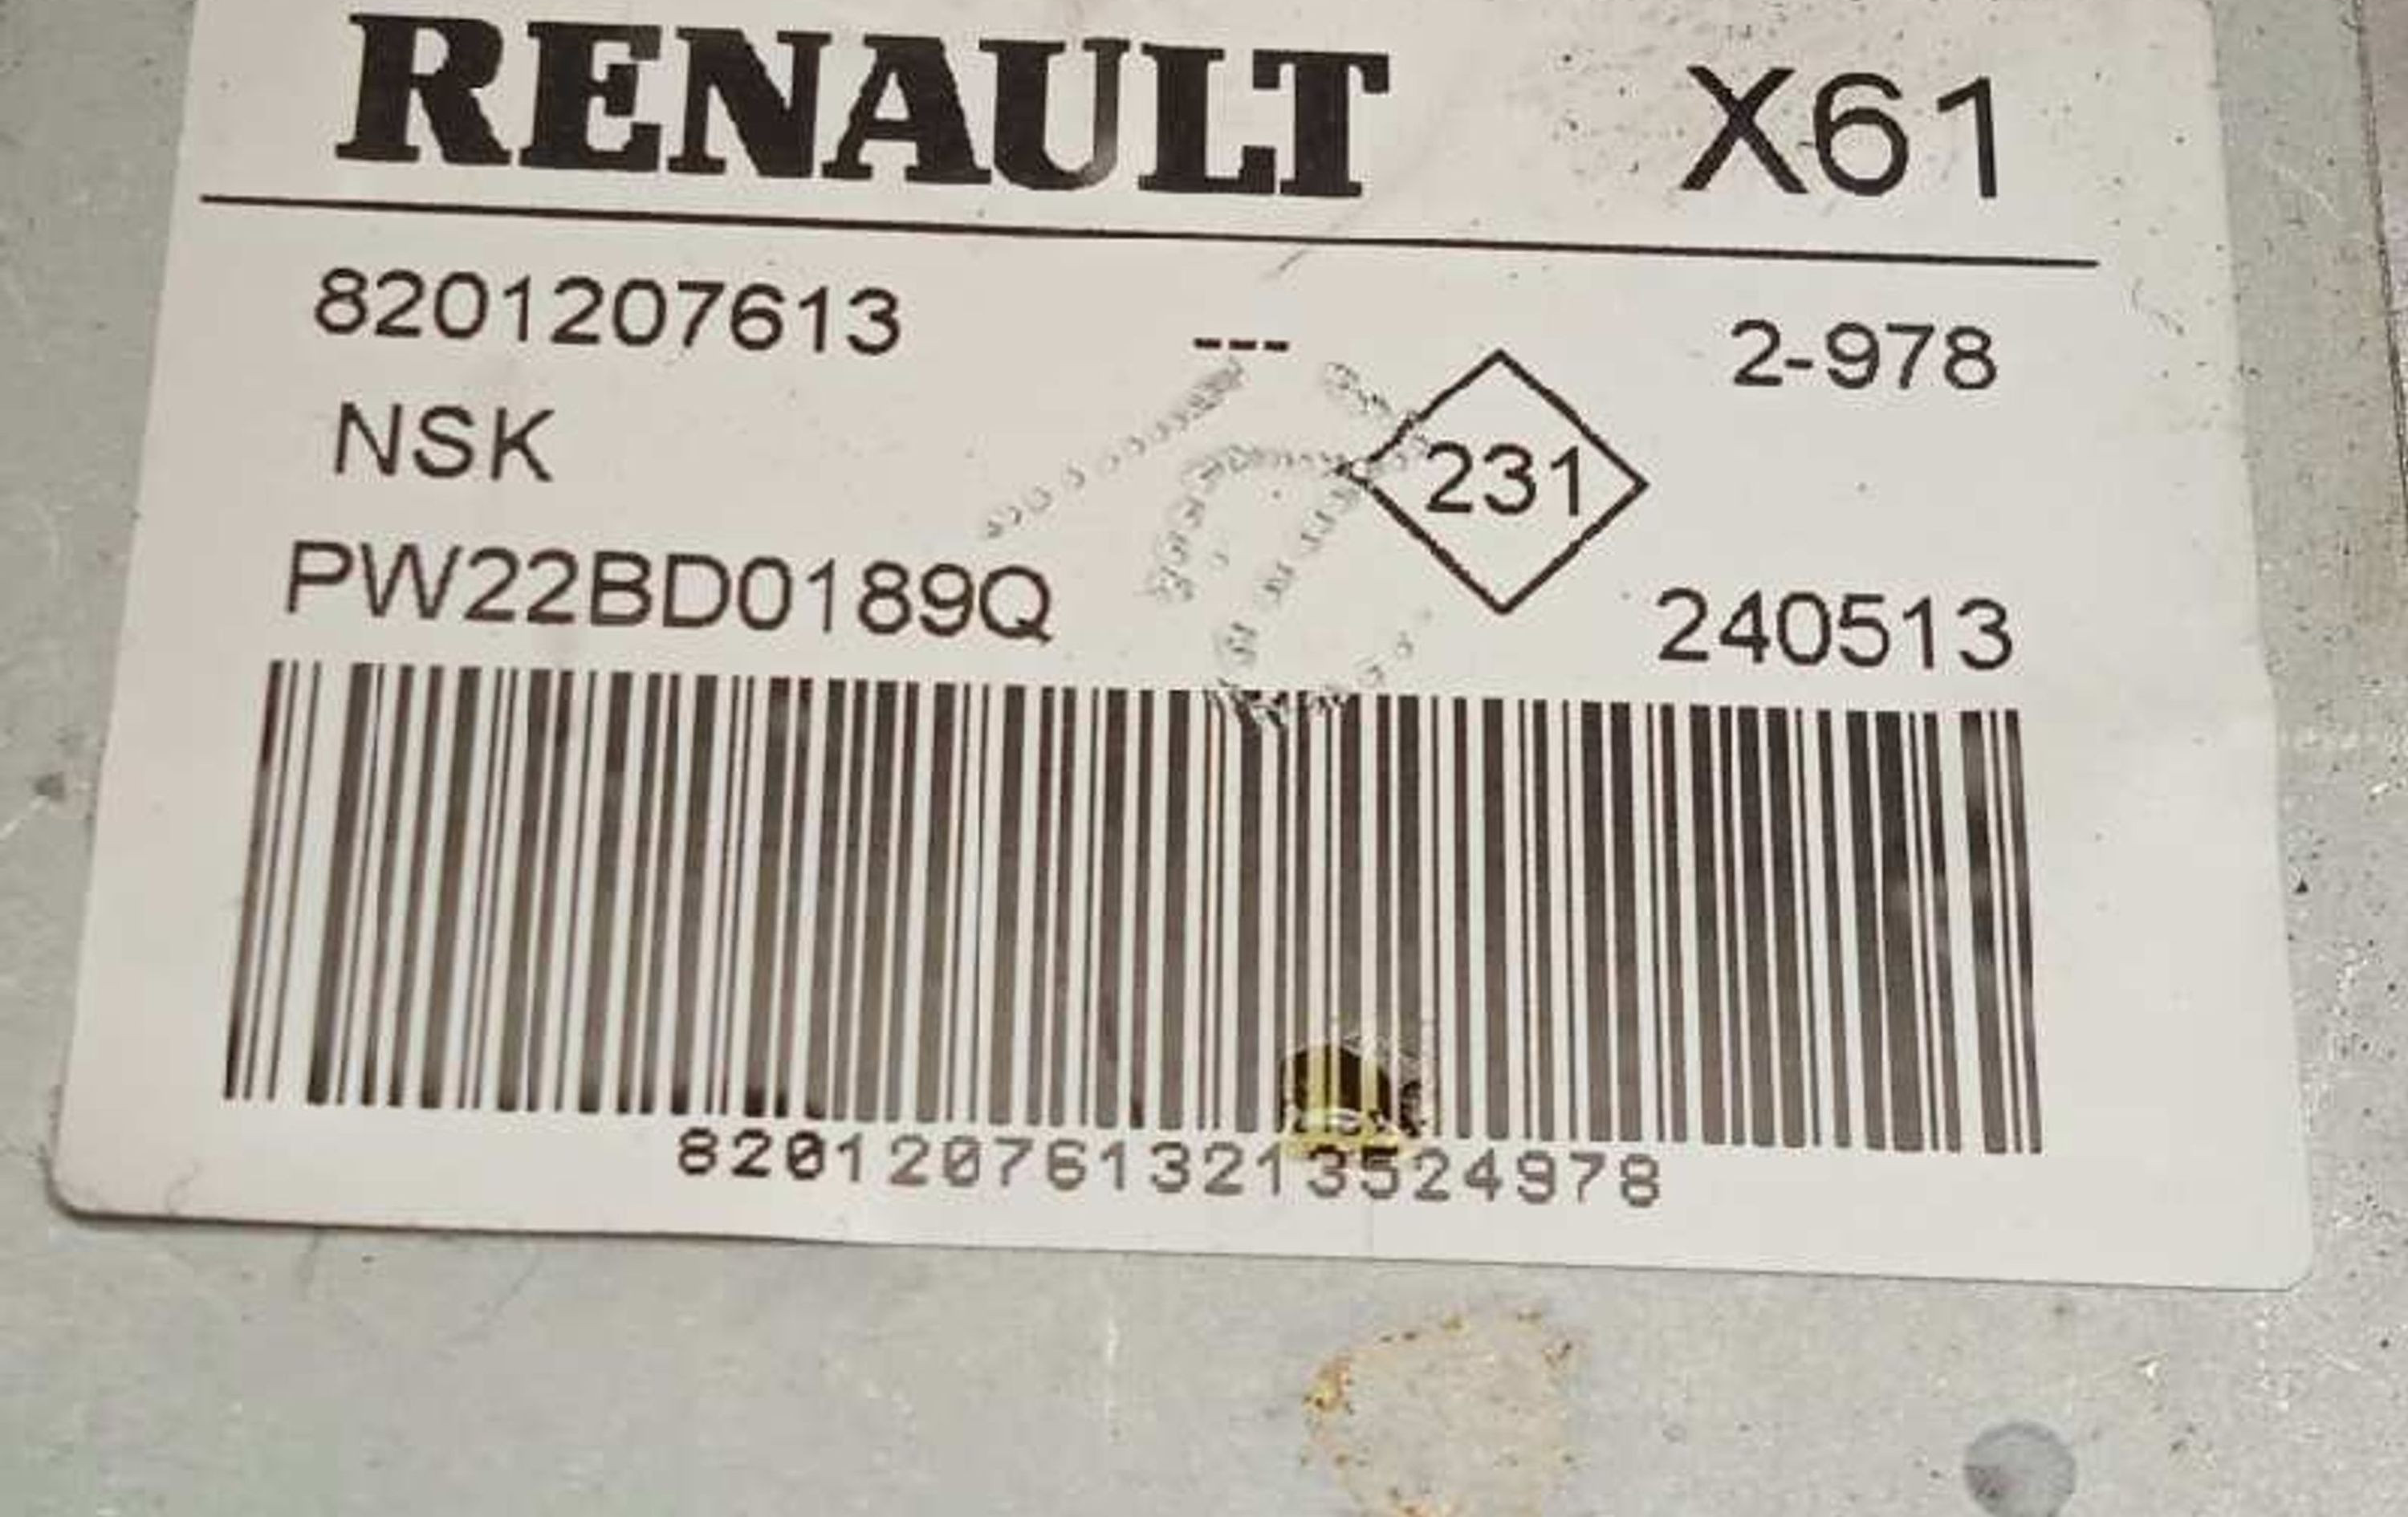 RENAULT X61
8201207613 --- 2-978
NSK 231
PW22BD0189Q 240513
8201207613213524978